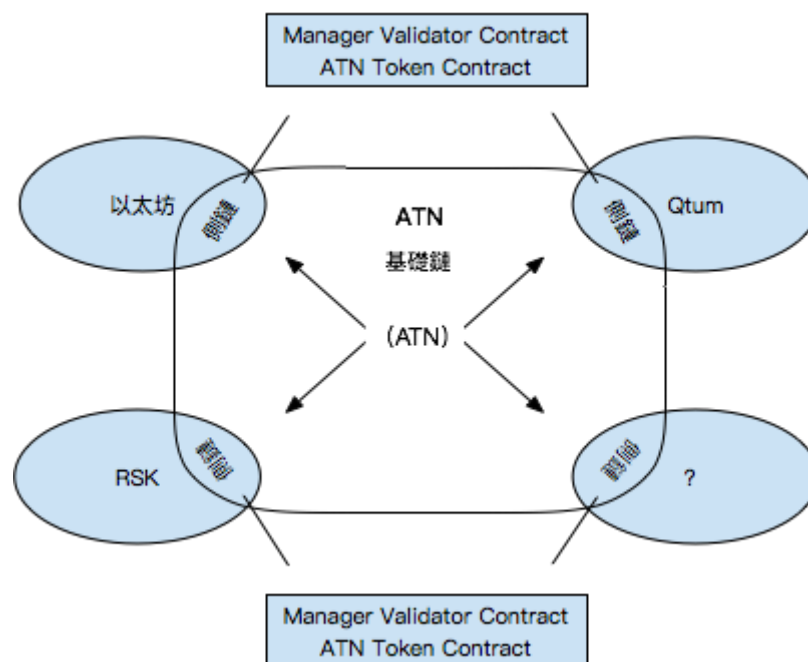 Manager Validator Contract
ATN Token Contract
以太坊
側鏈
ATN
基礎鏈
側鏈
Qtum
(ATN)
RSK
側鏈
側鏈
?
Manager Validator Contract
ATN Token Contract